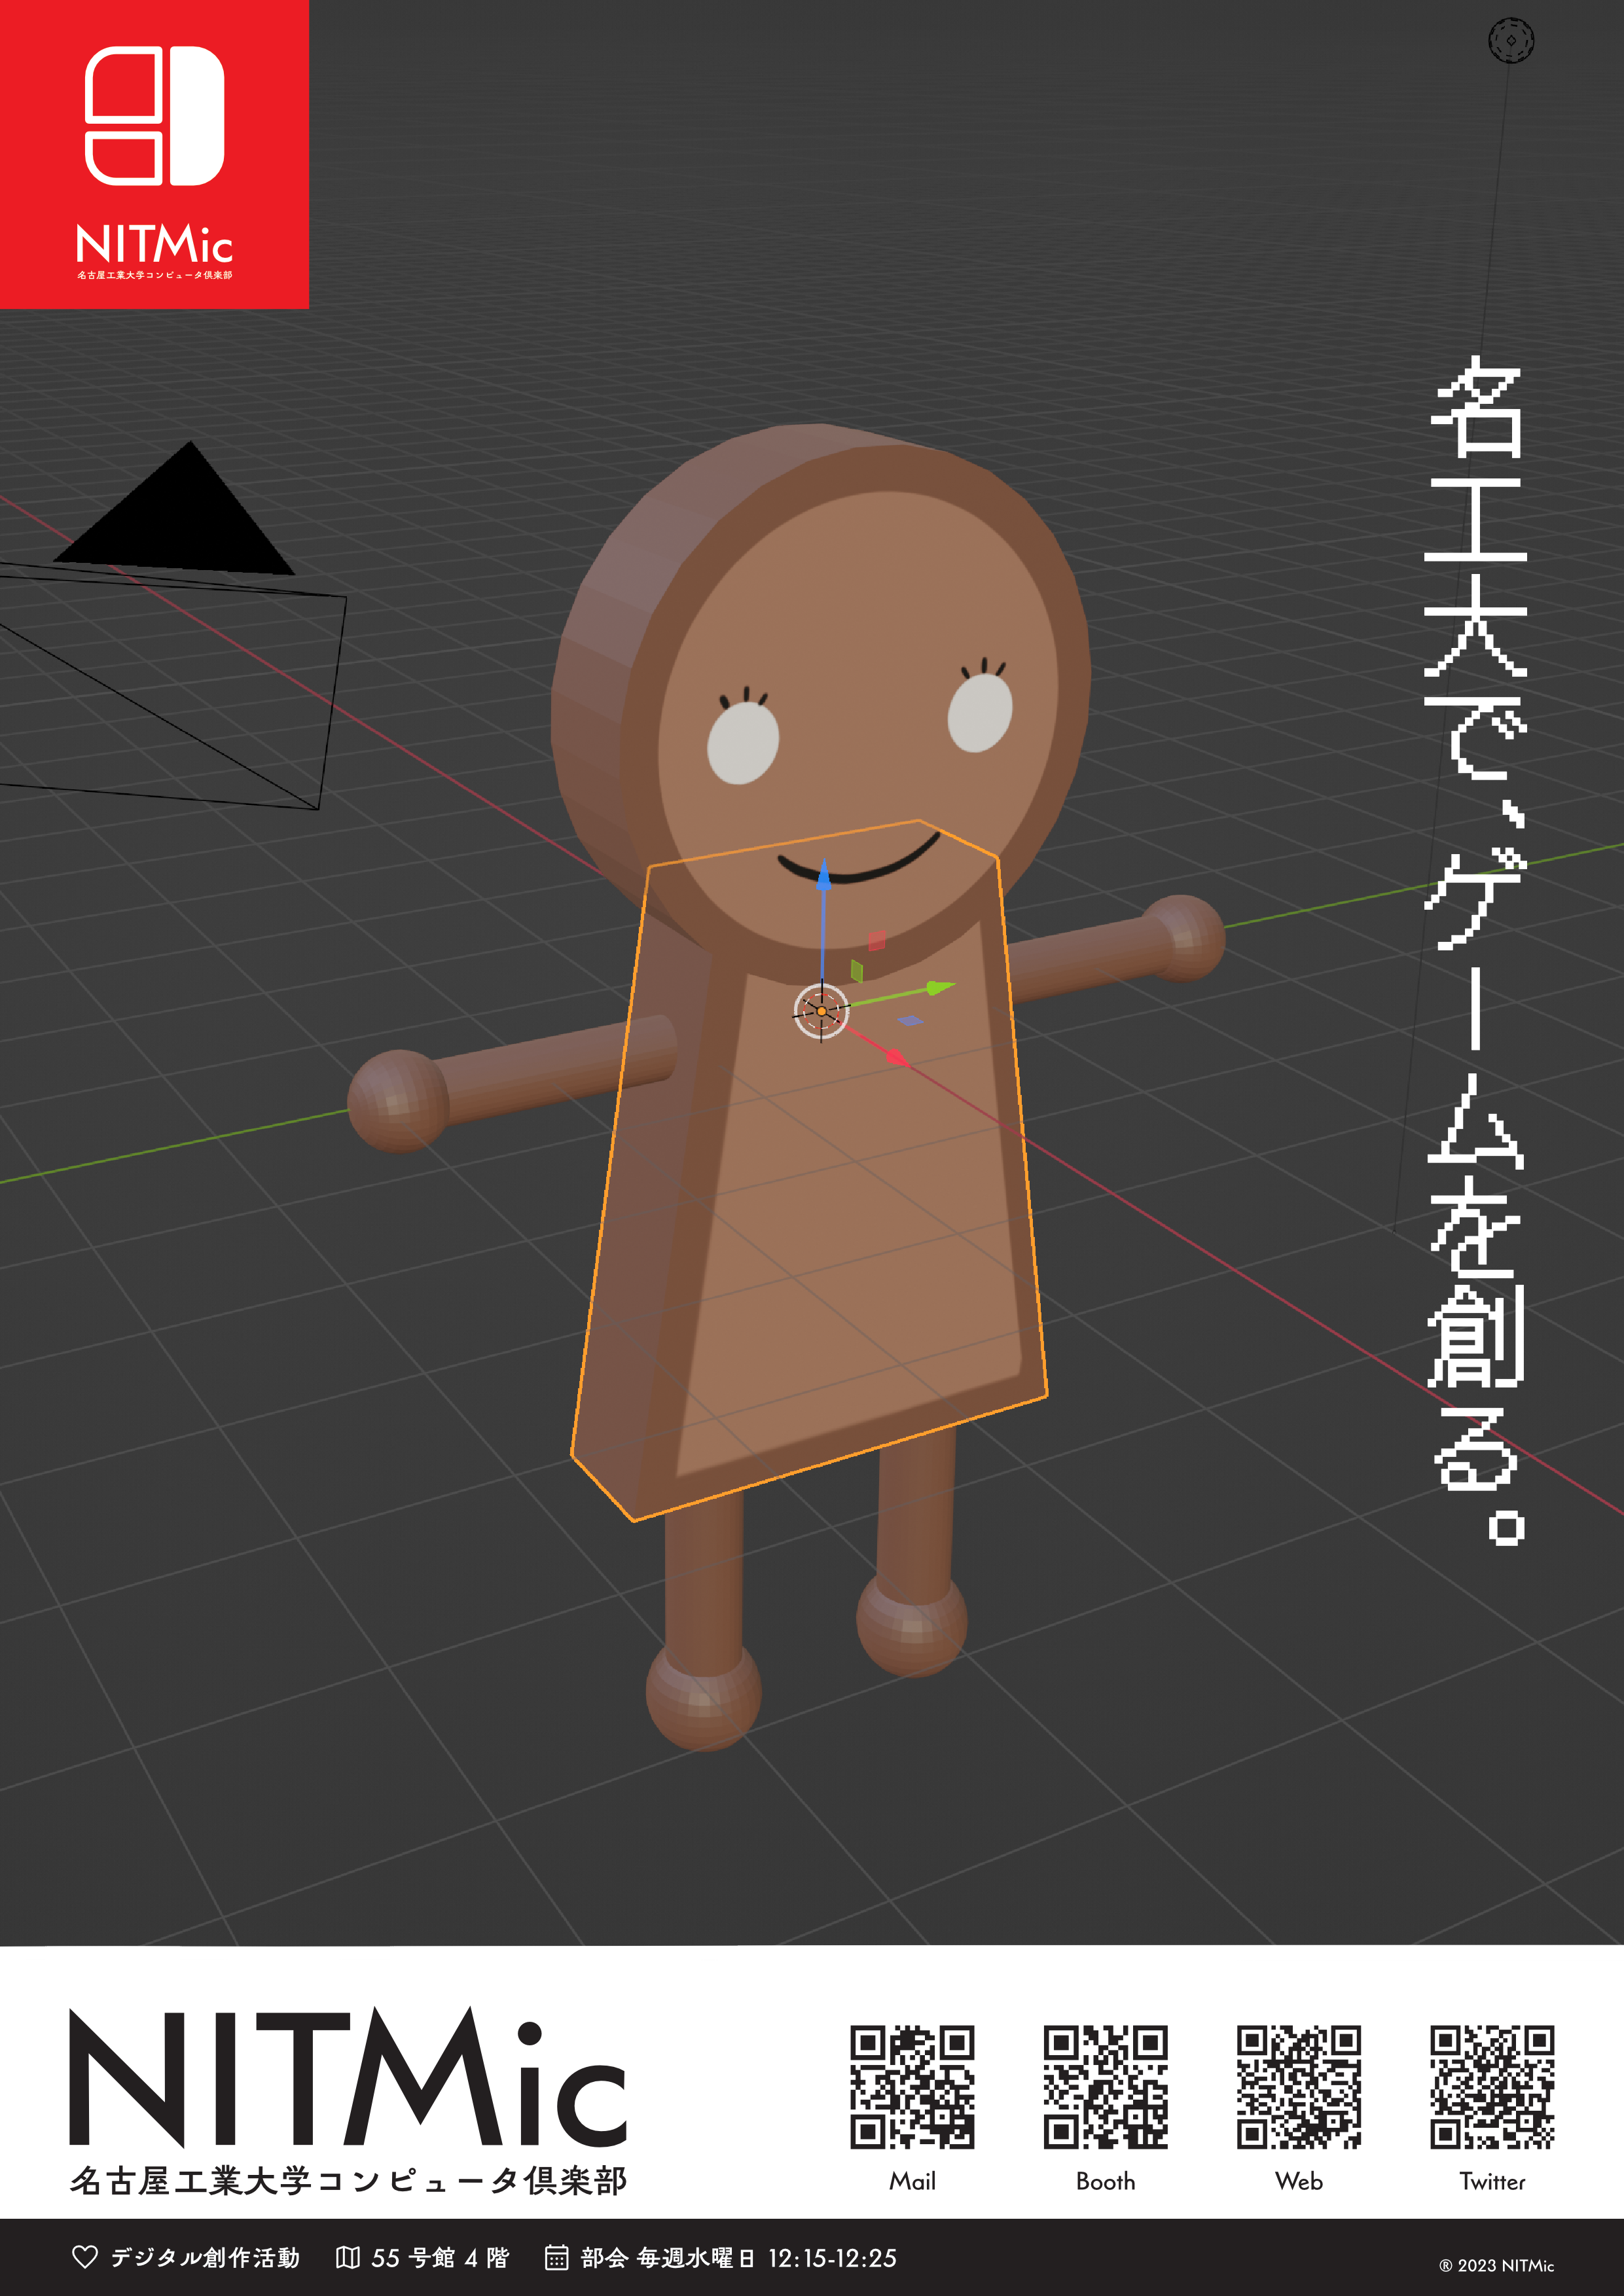 NITMic
名古屋工業大学コンピュータ倶楽部
名工大で、ゲームを創る。
NITMic
名古屋工業大学コンピュータ倶楽部
Mail
Booth
Web
Twitter
デジタル創作活動
55 号館 4 階
部会 毎週水曜日 12:15-12:25
® 2023 NITMic